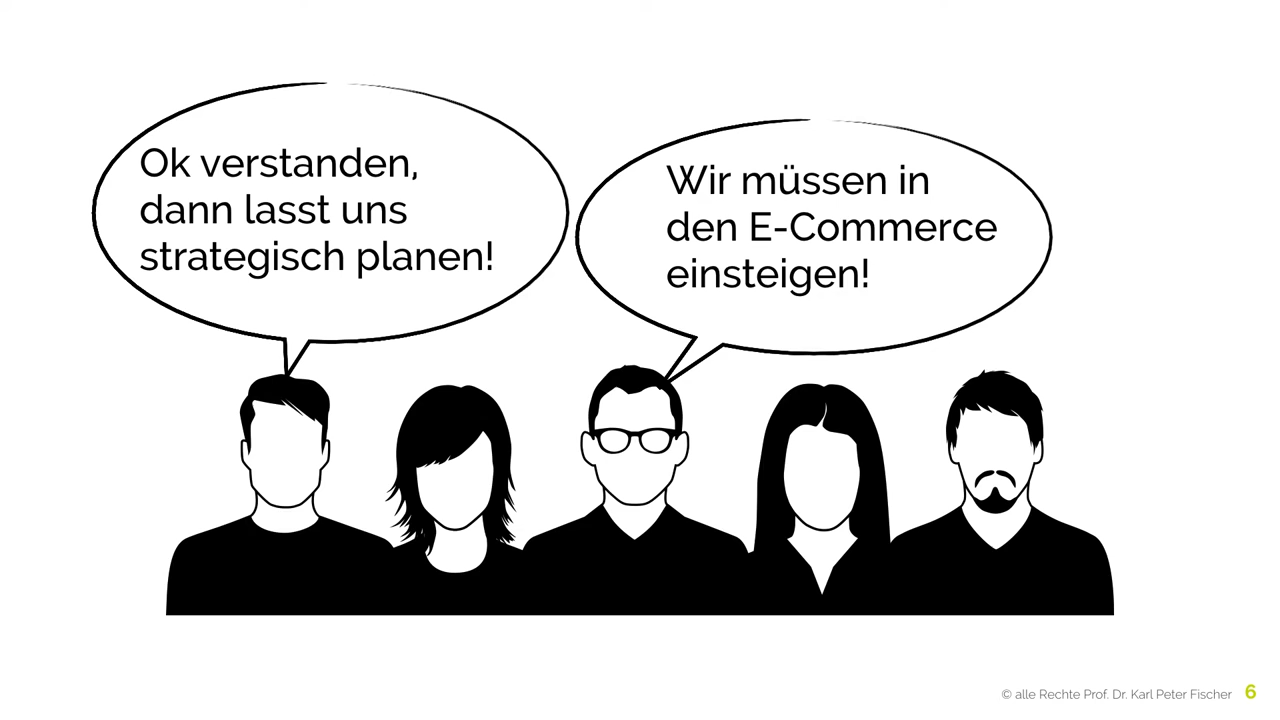 Ok verstanden,
dann lasst uns
strategisch planen!
Wir müssen in
den E-Commerce
einsteigen!
© alle Rechte Prof. Dr. Karl Peter Fischer 6